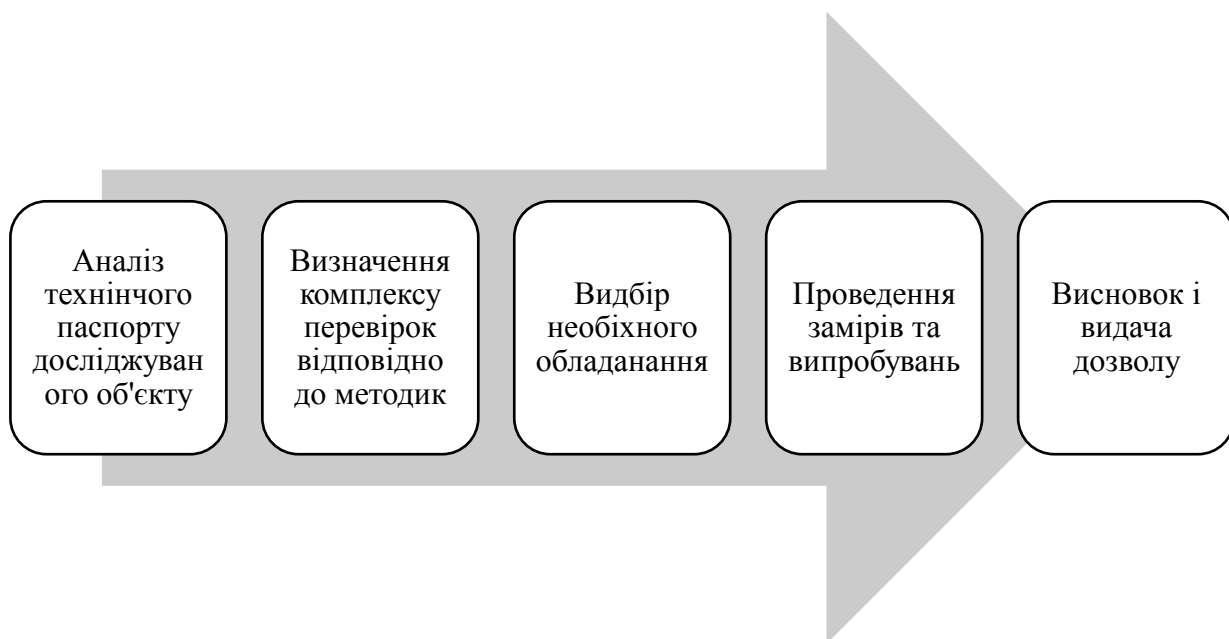 Аналіз
технінчого
паспорту
досліджуван
ого об'єкту
Визначення
комплексу
перевірок
відповідно
до методик
Видбір
необіхного
обладанання
Проведення
замірів та
випробувань
Висновок і
видача
дозволу